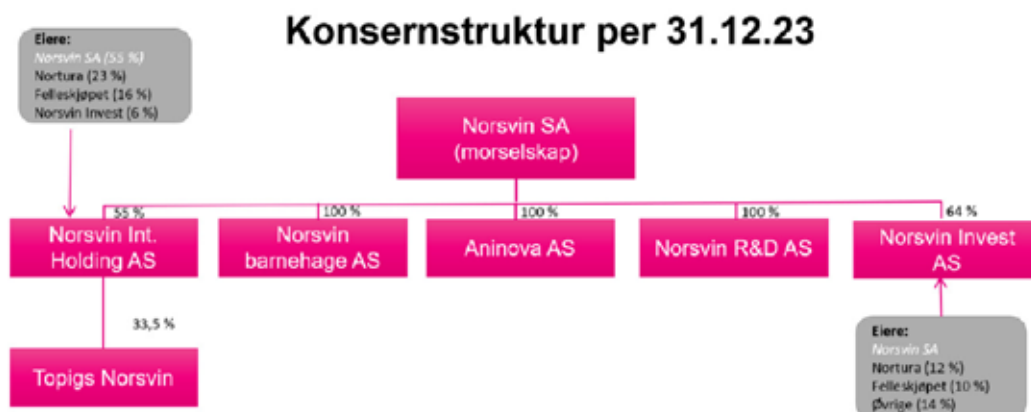 Konsernstruktur per 31.12.23
Eiere:
Norsvin SA (55 %)
Nortura (23 %)
Felleskjøpet (16 %)
Norsvin Invest (6 %)
Norsvin SA
(morselskap)
55 %
100 %
100 %
100 %
64 %
Norsvin Int.
Holding AS
Norsvin
barnehage AS
Aninova AS
Norsvin R&D AS
Norsvin Invest
AS
33,5 %
Topigs Norsvin
Eiere:
Norsvin SA
Nortura (12 %)
Felleskjøpet (10 %)
Øvrige (14 %)